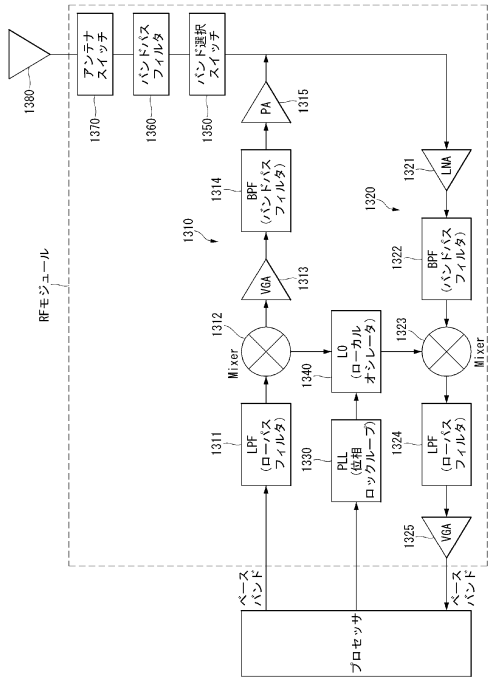 RFモジュール
1380
アンテナ
スイッチ
1370
バンドパス
フィルタ
1360
バンド選択
スイッチ
1350
PA
1315
1314
BPF
(バンドパス
フィルタ)
1310
VGA
1313
1312
Mixer
1311
LPF
(ローパス
フィルタ)
LO
(ローカル
オシレータ)
1340
PLL
(位相
ロックループ)
1330
1321
LNA
1320
1322
BPF
(バンドパス
フィルタ)
1323
Mixer
1324
LPF
(ローパス
フィルタ)
1325
VGA
ベース
バンド
ベース
バンド
プロセッサ